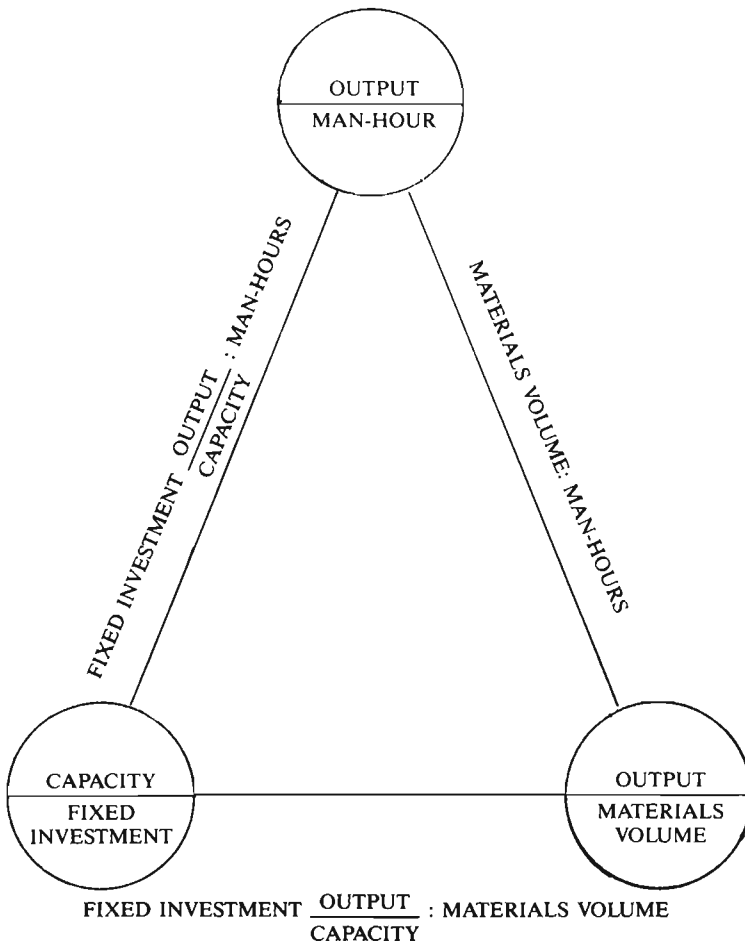 OUTPUT
MAN-HOUR
FIXED INVESTMENT OUTPUT : MAN-HOURS
CAPACITY
MATERIALS VOLUME: MAN-HOURS
CAPACITY
FIXED
INVESTMENT
OUTPUT
MATERIALS
VOLUME
FIXED INVESTMENT OUTPUT : MATERIALS VOLUME
CAPACITY